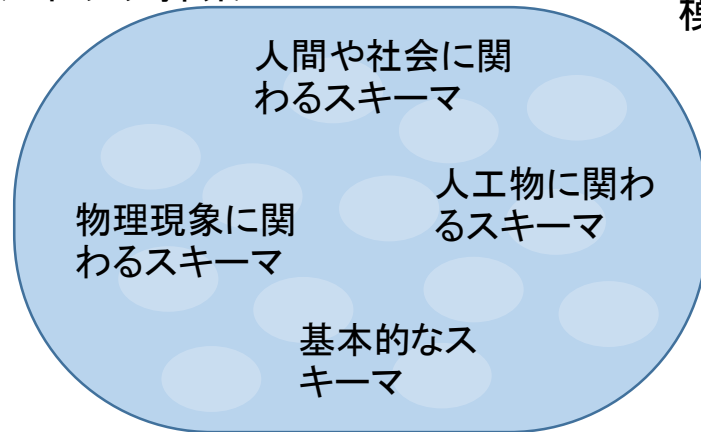 人間や社会に関
わるスキーマ
人工物に関わ
るスキーマ
物理現象に関
わるスキーマ
基本的なス
キーマ